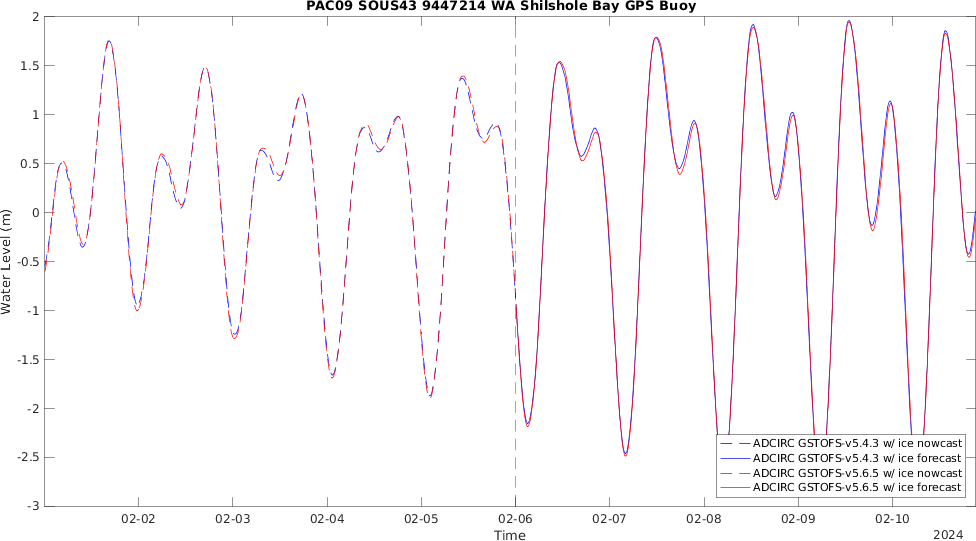 PAC09 SOUS43 9447214 WA Shilshole Bay GPS Buoy
2
1.5
1
0.5
0
-0.5
-1
-1.5
-2
-2.5
-3
Water Level (m)
ADCIRC GSTOFS-v5.4.3 w/ ice nowcast
ADCIRC GSTOFS-v5.4.3 w/ ice forecast
ADCIRC GSTOFS-v5.6.5 w/ ice nowcast
ADCIRC GSTOFS-v5.6.5 w/ ice forecast
02-02 02-03 02-04 02-05 02-06 02-07 02-08 02-09 02-10
Time
2024